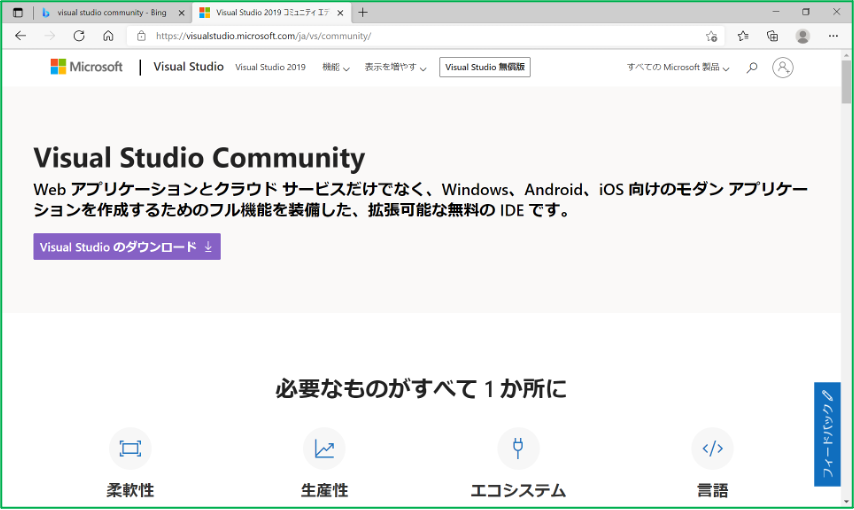 visual studio community - Bing
Visual Studio 2019 コミュニティ エデ
https://visualstudio.microsoft.com/ja/vs/community/
Microsoft
Visual Studio
Visual Studio 2019
機能
表示を増やす
Visual Studio 無償版
すべての Microsoft 製品
Visual Studio Community
Web アプリケーションとクラウド サービスだけでなく、Windows、Android、iOS 向けのモダン アプリケー
ションを作成するためのフル機能を装備した、拡張可能な無料の IDE です。
Visual Studio のダウンロード
必要なものがすべて 1 か所に
フィードバック
柔軟性
生産性
エコシステム
言語